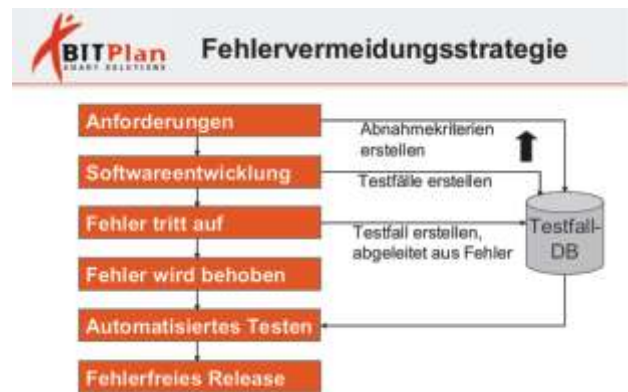 BITPlan
SMART SOLUTIONS
Fehlervermeidungsstrategie
Anforderungen
Abnahmekriterien
erstellen
Softwareentwicklung
Testfälle erstellen
Fehler tritt auf
Testfall erstellen,
abgeleitet aus Fehler
Testfall-
DB
Fehler wird behoben
Automatisiertes Testen
Fehlerfreies Release